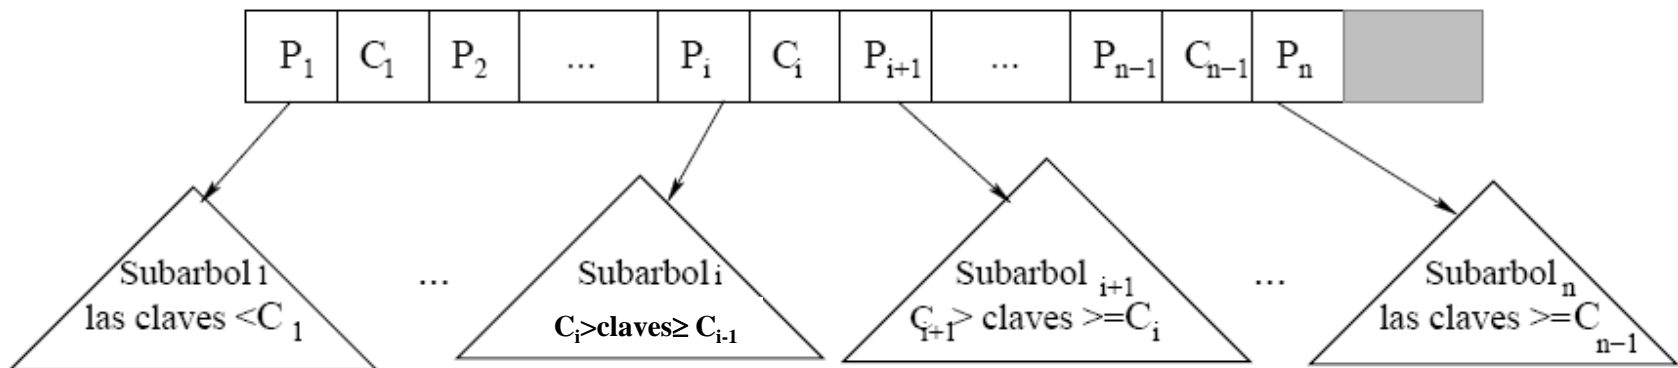 P1 C1 P2 ... Pi Ci Pi+1 ... Pn−1 Cn−1 Pn
Subarbol 1
las claves <C 1
...
Subarbol i
Ci>claves≥ Ci-1
Subarbol i+1
Ci+1> claves >=Ci
...
Subarbol n
las claves >=C n−1